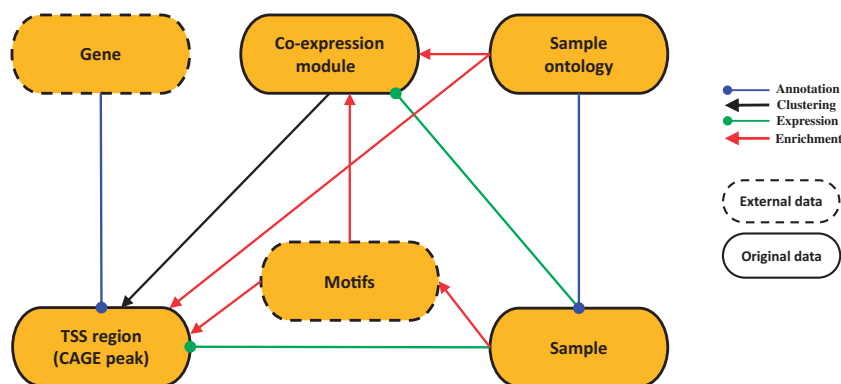 Gene
Co-expression
module
Sample
ontology
Annotation
Clustering
Expression
Enrichment
External data
Original data
Motifs
TSS region
(CAGE peak)
Sample